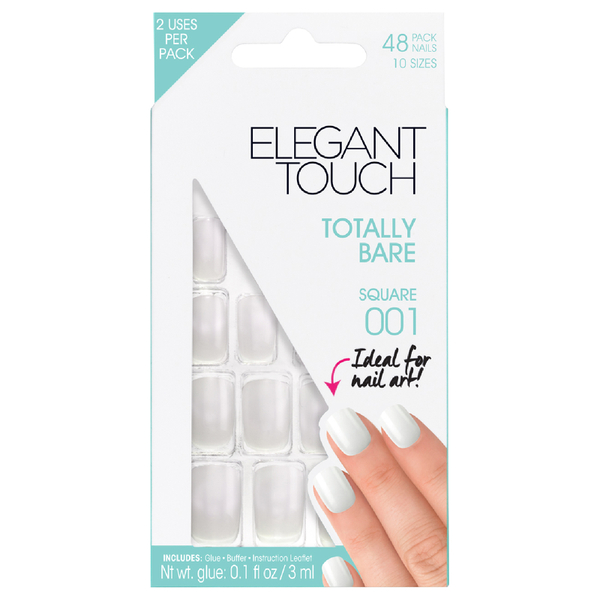 2 USES
PER
PACK
48 PACK NAILS
10 SIZES
ELEGANT
TOUCH
TOTALLY
BARE
SQUARE
001
Ideal for
nail art!
INCLUDES: Glue • Buffer • Instruction Leaflet
Nt wt. glue: 0.1 fl oz/3 ml